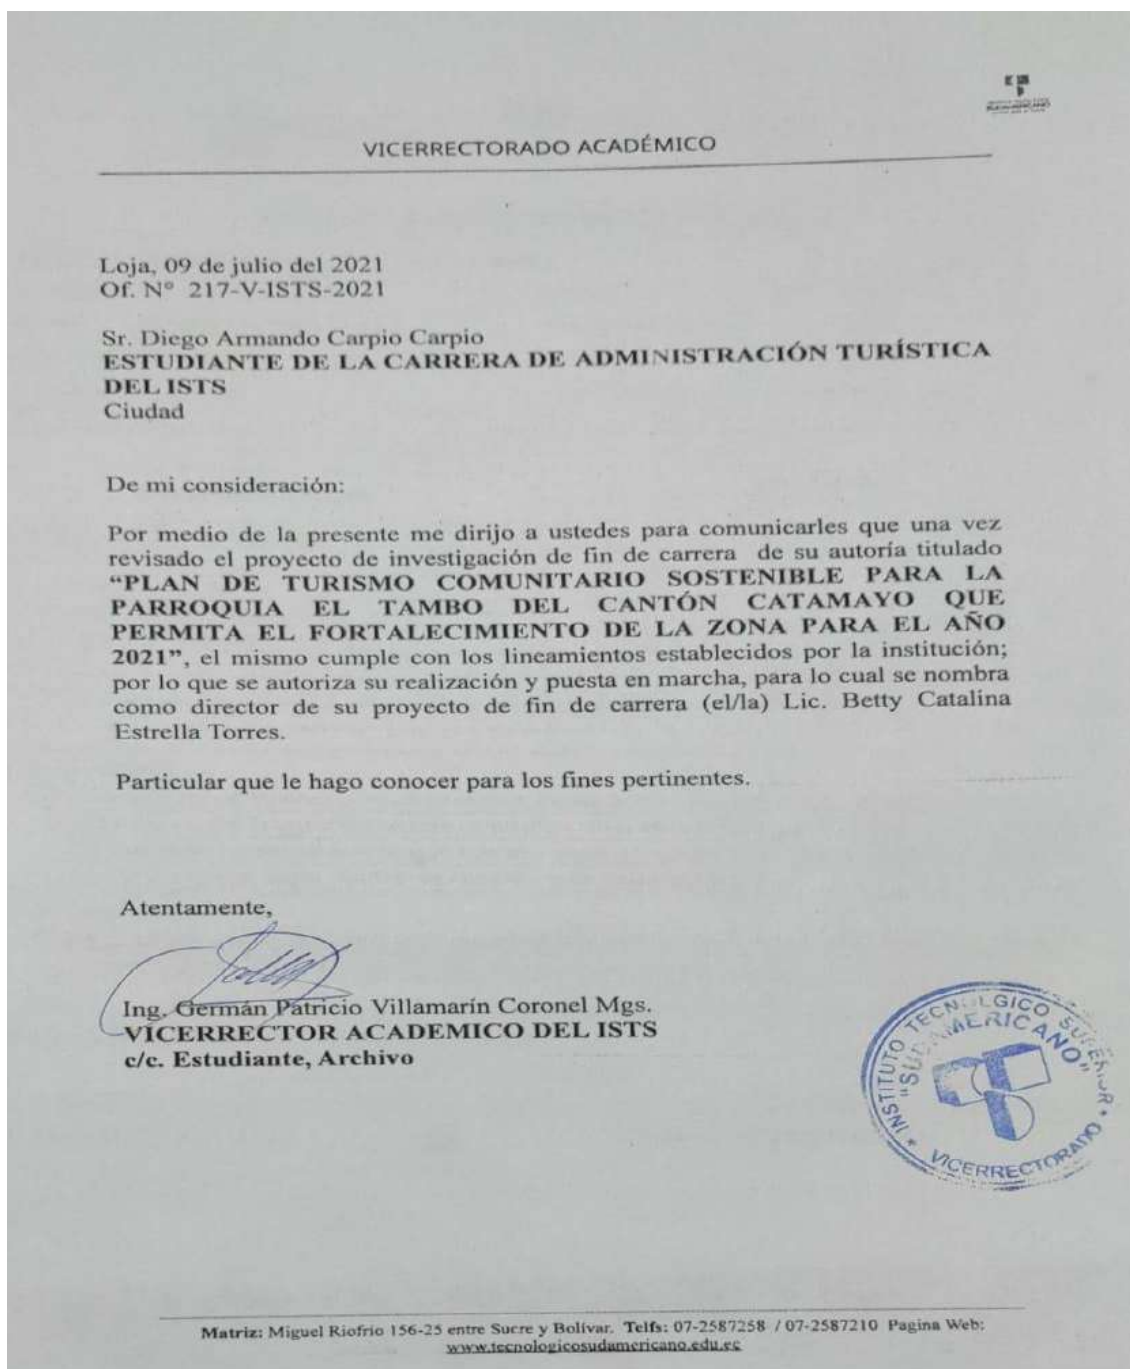 VICERRECTORADO ACADÉMICO
Loja, 09 de julio del 2021
Of. N° 217-V-ISTS-2021
Sr. Diego Armando Carpio Carpio
ESTUDIANTE DE LA CARRERA DE ADMINISTRACIÓN TURÍSTICA
DEL ISTS
Ciudad
De mi consideración:
Por medio de la presente me dirijo a ustedes para comunicarles que una vez
revisado el proyecto de investigación de fin de carrera de su autoría titulado
“PLAN DE TURISMO COMUNITARIO SOSTENIBLE PARA LA
PARROQUIA EL TAMBO DEL CANTÓN CATAMAYO QUE
PERMITA EL FORTALECIMIENTO DE LA ZONA PARA EL AÑO
2021”, el mismo cumple con los lineamientos establecidos por la institución;
por lo que se autoriza su realización y puesta en marcha, para lo cual se nombra
como director de su proyecto de fin de carrera (el/la) Lic. Betty Catalina
Estrella Torres.
Particular que le hago conocer para los fines pertinentes.
Atentamente,
Ing. Germán Patricio Villamarín Coronel Mgs.
VICERRECTOR ACADEMICO DEL ISTS
c/c. Estudiante, Archivo
INSTITUTO TECNOLGICO SUPERIOR
"SUDAMERICANO"
* VICERRECTORADO *
Matriz: Miguel Riofrio 156-25 entre Sucre y Bolívar. Telfs: 07-2587258 / 07-2587210 Pagina Web:
www.tecnologicosudamericano.edu.ec